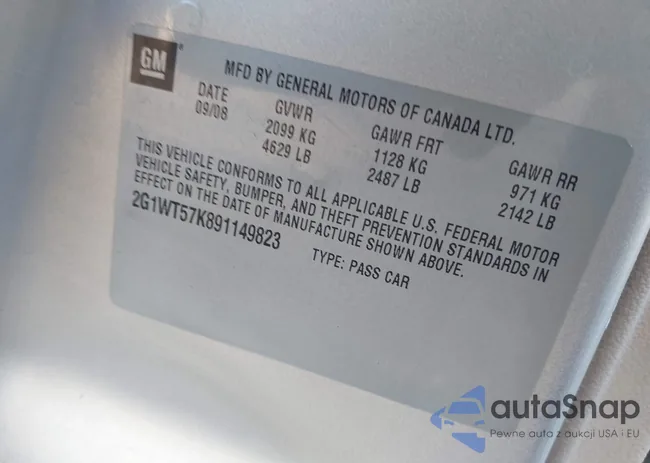 GM
MFD BY GENERAL MOTORS OF CANADA LTD.
DATE GVWR GAWR FRT GAWR RR
09/08 2099 KG 1128 KG 971 KG
4629 LB 2487 LB 2142 LB
THIS VEHICLE CONFORMS TO ALL APPLICABLE U.S. FEDERAL MOTOR
VEHICLE SAFETY, BUMPER, AND THEFT PREVENTION STANDARDS IN
EFFECT ON THE DATE OF MANUFACTURE SHOWN ABOVE.
2G1WT57K891149823 TYPE: PASS CAR
autaSnap
Pewne auta z aukcji USA i EU